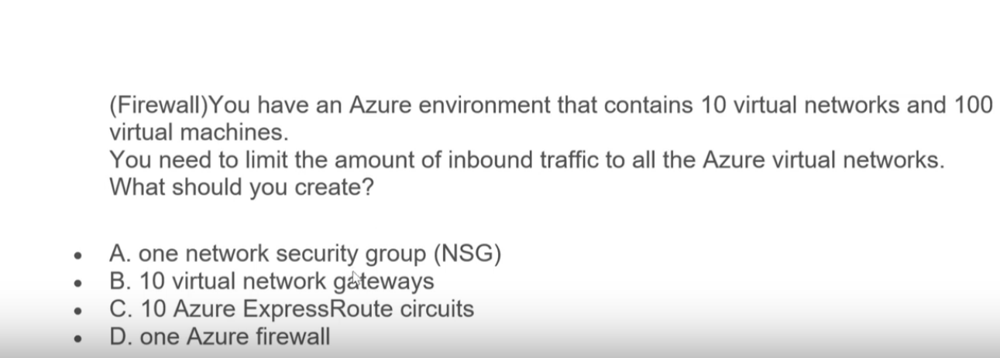 (Firewall)You have an Azure environment that contains 10 virtual networks and 100
virtual machines.
You need to limit the amount of inbound traffic to all the Azure virtual networks.
What should you create?
• A. one network security group (NSG)
• B. 10 virtual network gateways
• C. 10 Azure ExpressRoute circuits
• D. one Azure firewall